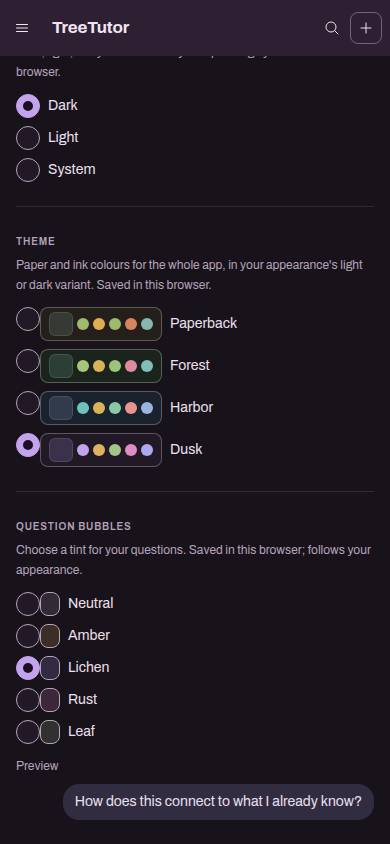 TreeTutor
browser.
Dark
Light
System
THEME
Paper and ink colours for the whole app, in your appearance's light
or dark variant. Saved in this browser.
Paperback
Forest
Harbor
Dusk
QUESTION BUBBLES
Choose a tint for your questions. Saved in this browser; follows your
appearance.
Neutral
Amber
Lichen
Rust
Leaf
Preview
How does this connect to what I already know?